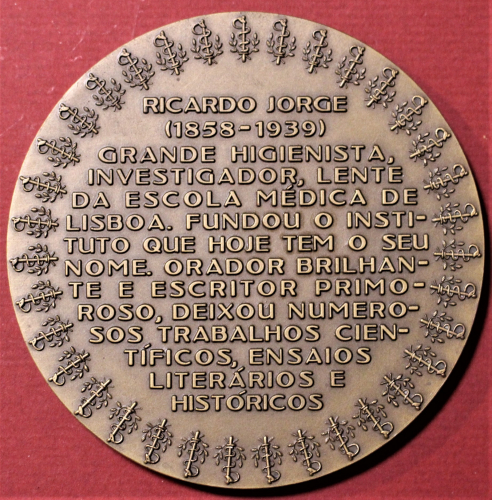 RICARDO JORGE
(1858-1939)
GRANDE HIGIENISTA,
INVESTIGADOR, LENTE
DA ESCOLA MÉDICA DE
LISBOA. FUNDOU O INSTI-
TUTO QUE HOJE TEM O SEU
NOME. ORADOR BRILHAN-
TE E ESCRITOR PRIMO-
ROSO, DEIXOU NUMERO-
SOS TRABALHOS CIEN-
TÍFICOS, ENSAIOS
LITERÁRIOS E
HISTÓRICOS